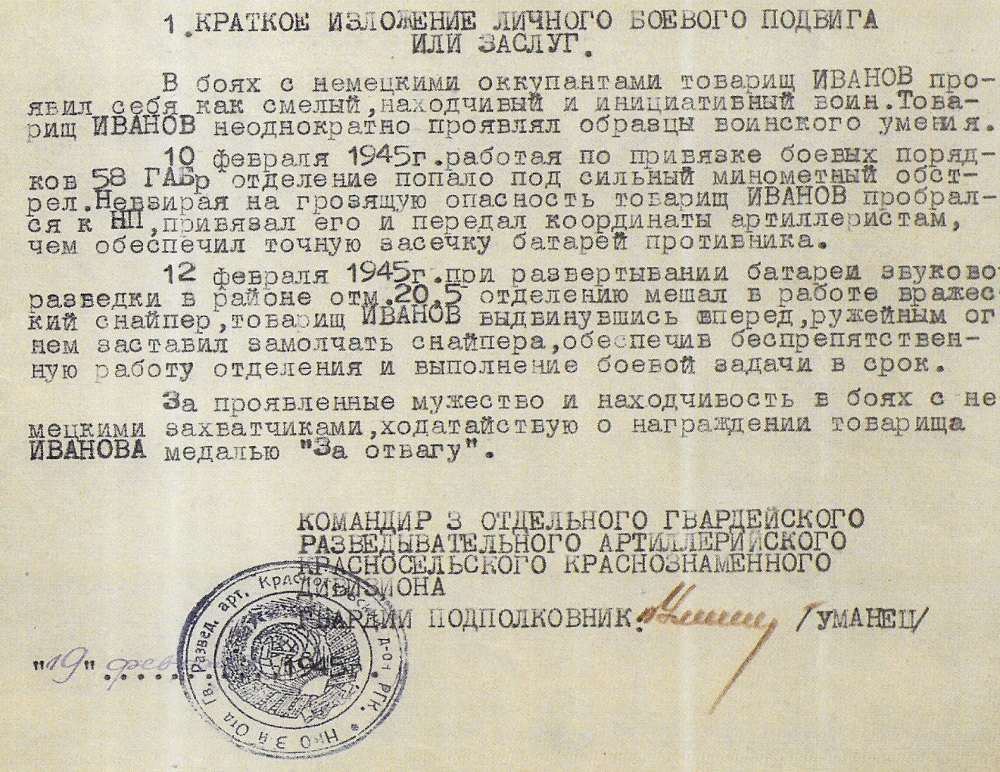 1.КРАТКОЕ ИЗЛОЖЕНИЕ ЛИЧНОГО БОЕВОГО ПОДВИГА
ИЛИ ЗАСЛУГ.
В боях с немецкими оккупантами товарищ ИВАНОВ про-
явил себя как смелый,находчивый и инициативный воин.Това-
рищ ИВАНОВ неоднократно проявлял образцы воинского умения.
10 февраля 1945г.работая по привязке боевых поряд-
ков 58 ГАБр отделение попало под сильный минометный обст-
рел.Невзирая на грозящую опасность товарищ ИВАНОВ пробрал-
ся к НП,привязал его и передал координаты артиллеристам,
чем обеспечил точную засечку батарей противника.
12 февраля 1945г.при развертывании батареи звуково
разведки в районе отм.20,5 отделению мешал в работе вражес
кий снайпер,товарищ ИВАНОВ выдвинувшись вперед,ружейным ог
нем заставил замолчать снайпера,обеспечив беспрепятствен-
ную работу отделения и выполнение боевой задачи в срок.
За проявленные мужество и находчивость в боях с не
мецкими захватчиками,ходатайствую о награждении товарища
ИВАНОВА медалью "За отвагу".
КОМАНДИР 3 ОТДЕЛЬНОГО ГВАРДЕЙСКОГО
РАЗВЕДЫВАТЕЛЬНОГО АРТИЛЛЕРИЙСКОГО
КРАСНОСЕЛЬСКОГО КРАСНОЗНАМЕННОГО
ДИВИЗИОНА
ГВАРДИИ ПОДПОЛКОВНИК. /УМАНЕЦ/
"19" фев 1945г.
НКО 3-й Отд Гв. Развед. арт. Красносельск д-он РГК.